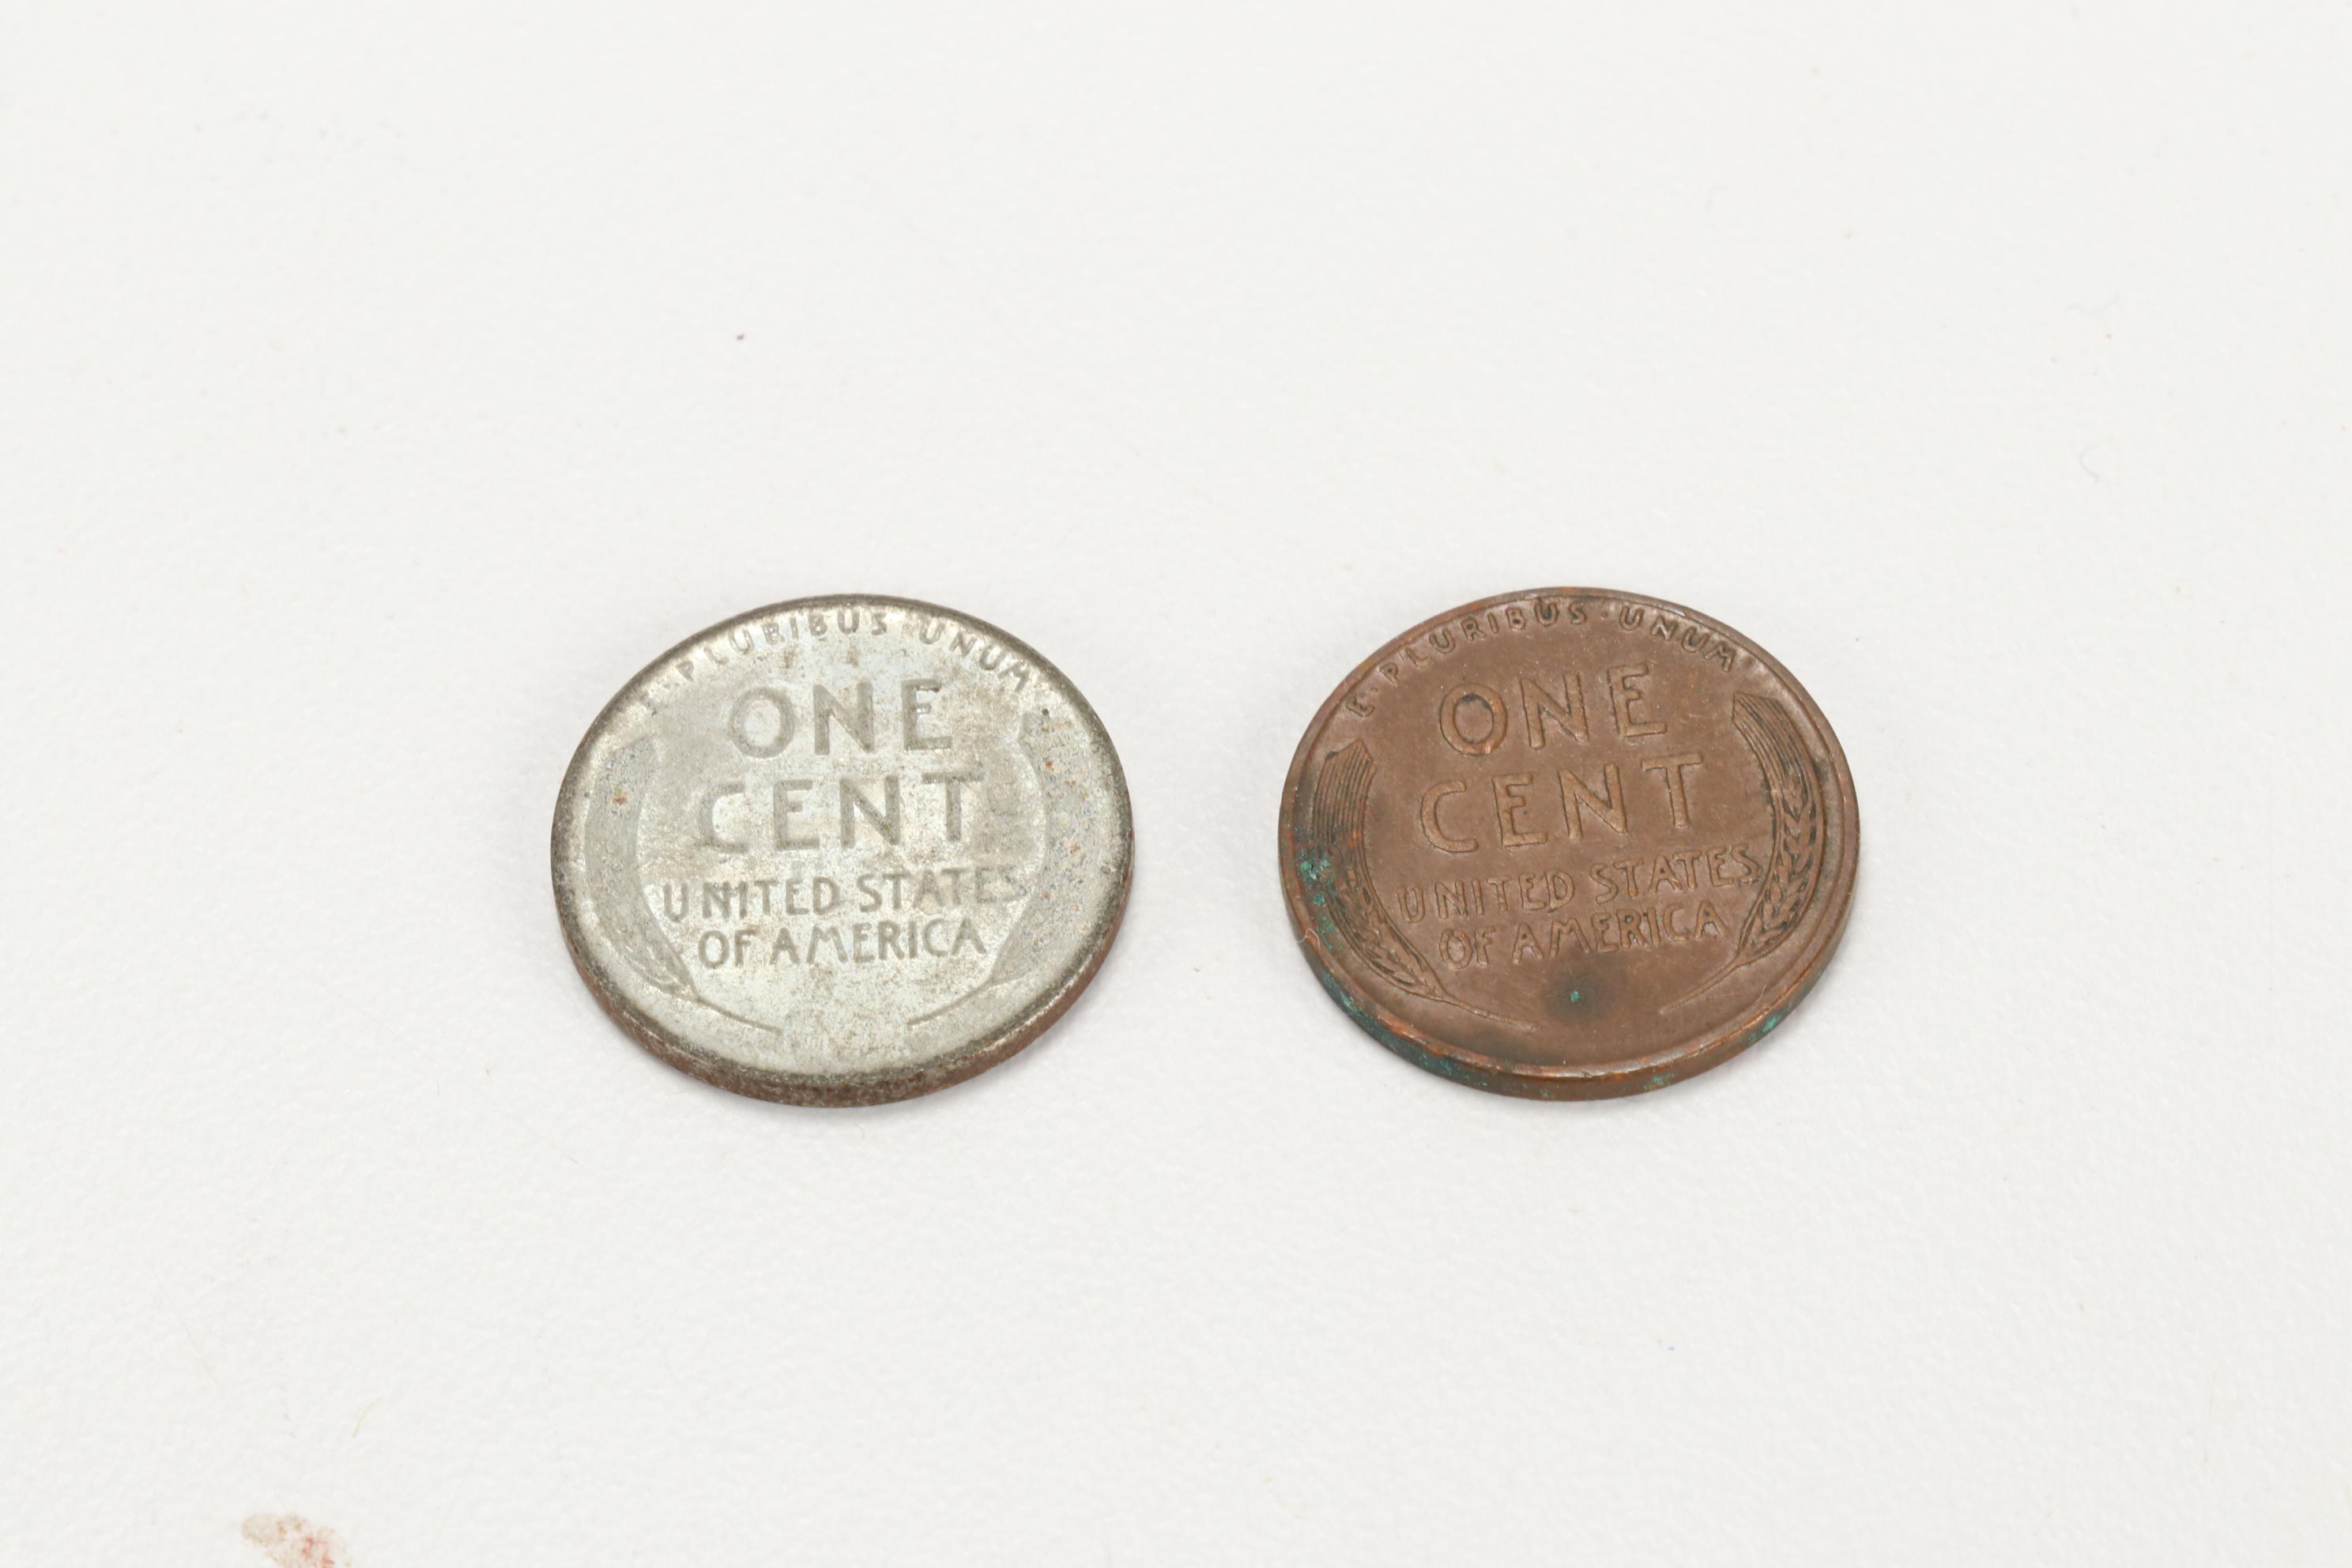 E·PLURIBUS·UNUM
ONE
CENT
UNITED STATES
OF AMERICA
E·PLURIBUS·UNUM
ONE
CENT
UNITED STATES
OF AMERICA